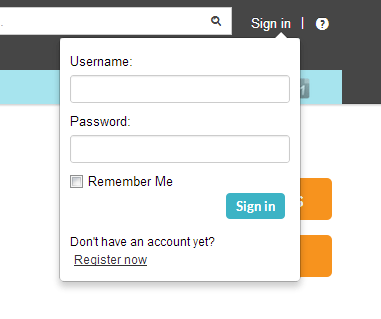 Sign in | ?
Username:
Password:
Remember Me
Sign in
Don't have an account yet?
Register now